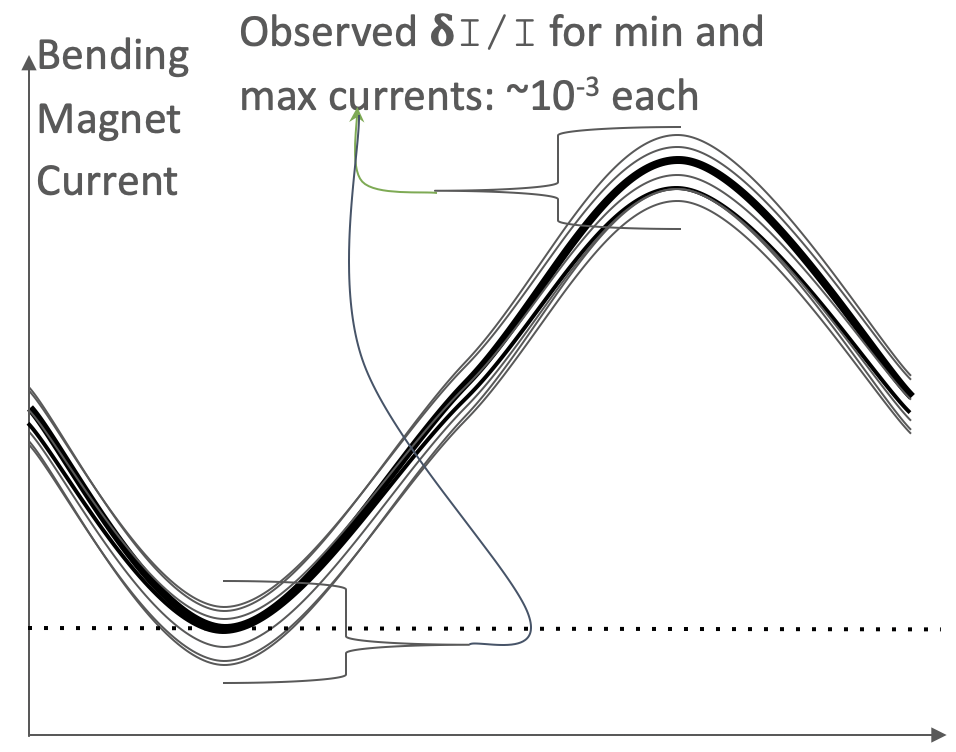 Observed δI/I for min and
max currents: ~10⁻³ each
Bending
Magnet
Current